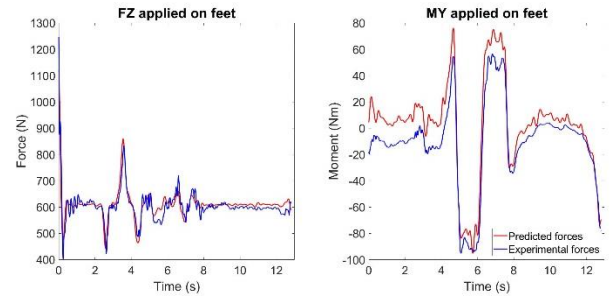 FZ applied on feet
1300
1200
1100
1000
900
800
700
600
500
400
Force (N)
0 2 4 6 8 10 12
Time (s)
MY applied on feet
80
60
40
20
0
-20
-40
-60
-80
-100
Moment (Nm)
0 2 4 6 8 10 12
Time (s)
Predicted forces
Experimental forces